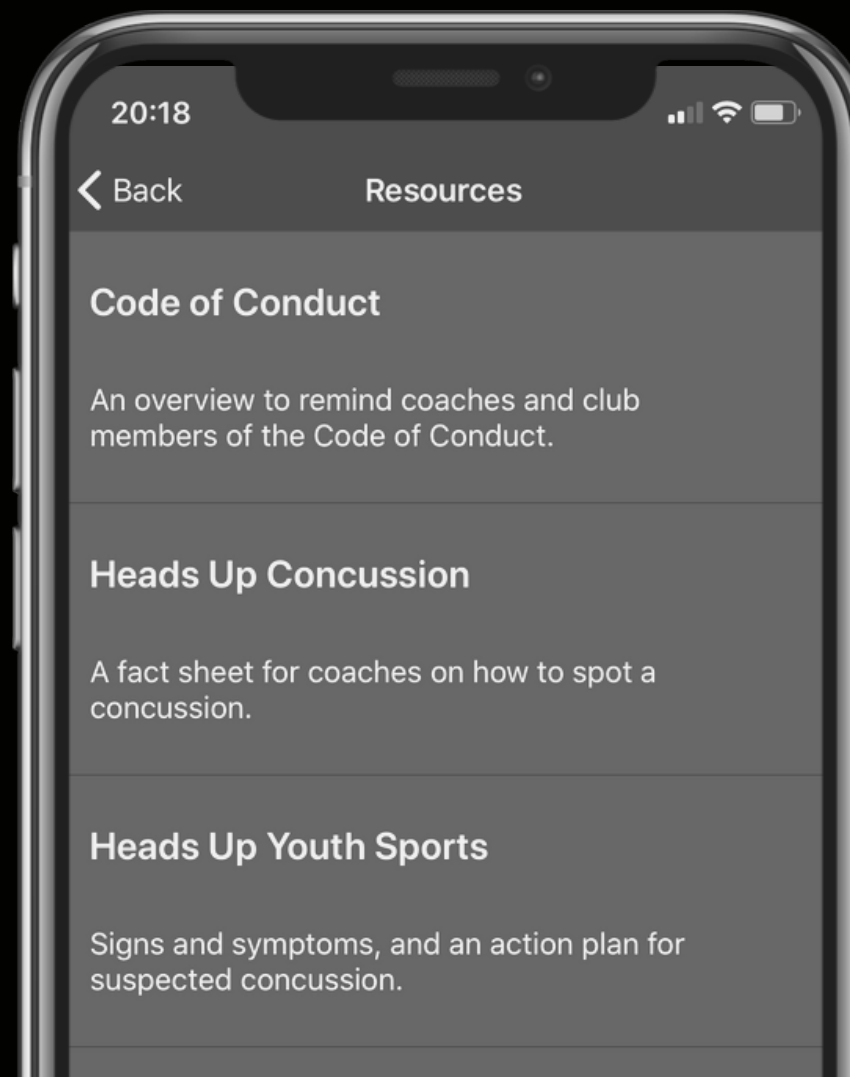 20:18
Back
Resources
Code of Conduct
An overview to remind coaches and club
members of the Code of Conduct.
Heads Up Concussion
A fact sheet for coaches on how to spot a
concussion.
Heads Up Youth Sports
Signs and symptoms, and an action plan for
suspected concussion.